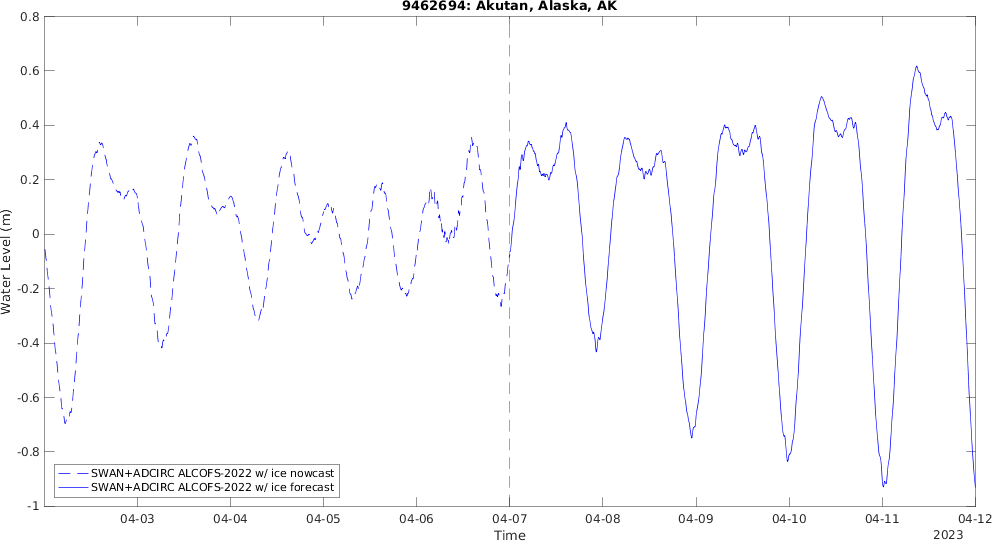 9462694: Akutan, Alaska, AK
Water Level (m)
0.8
0.6
0.4
0.2
0
-0.2
-0.4
-0.6
-0.8
-1
SWAN+ADCIRC ALCOFS-2022 w/ ice nowcast
SWAN+ADCIRC ALCOFS-2022 w/ ice forecast
04-03 04-04 04-05 04-06 04-07 04-08 04-09 04-10 04-11 04-12
Time
2023